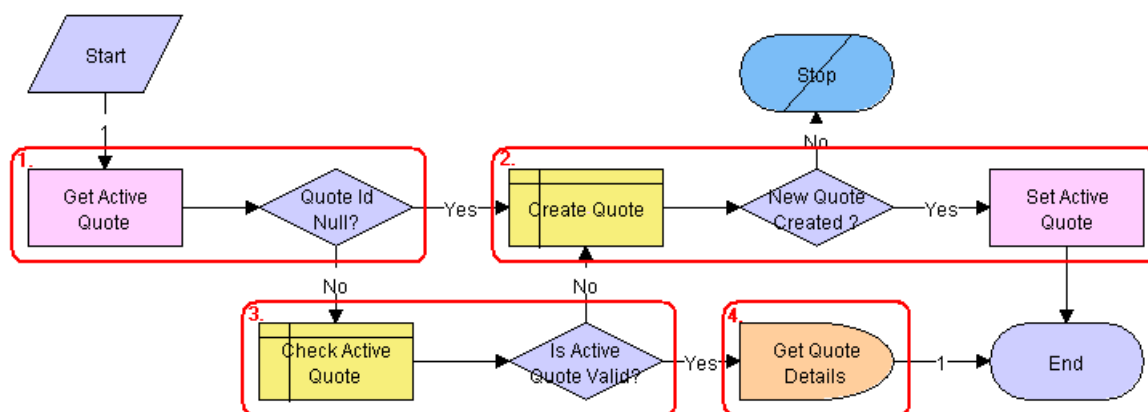 Start
Stop
1
No
1.
2.
Get Active
Quote
Quote Id
Null?
Yes
Create Quote
New Quote
Created ?
Yes
Set Active
Quote
No
No
3.
4.
Check Active
Quote
Is Active
Quote Valid?
Yes
Get Quote
Details
1
End